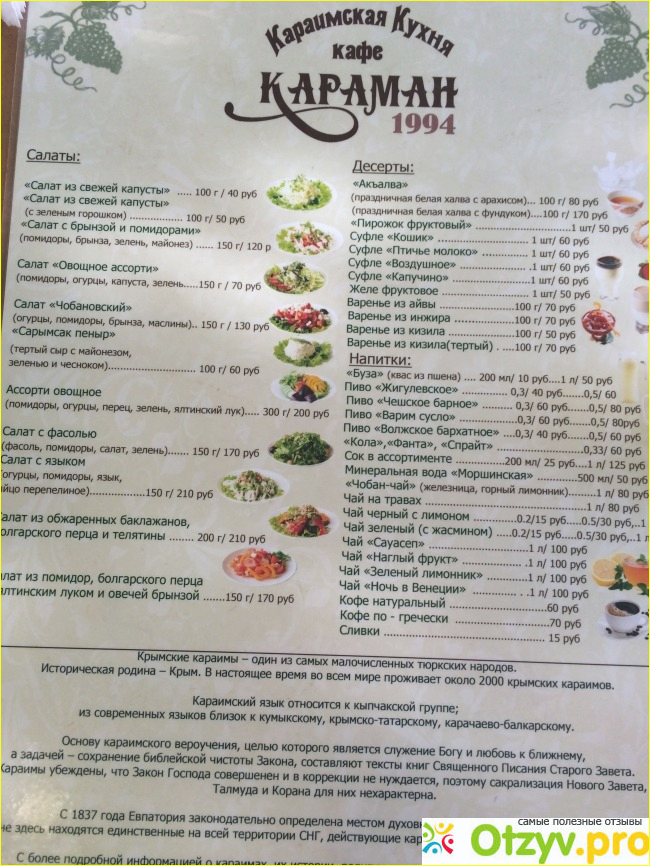 Караимская Кухня
кафе
КАРАМАН
1994
Салаты:
«Салат из свежей капусты» ..... 100 г / 40 руб
«Салат из свежей капусты»
(с зеленым горошком) .................. 100 г/ 50 руб
«Салат с брынзой и помидорами»
(помидоры, брынза, зелень, майонез) ...... 150 г/ 120 р
Салат «Овощное ассорти»
(помидоры, огурцы, капуста, зелень.....150 г / 70 руб
Салат «Чобановский»
(огурцы, помидоры, брынза, маслины).. 150 г/ 130 руб
«Сарымсак пеныр»
(тертый сыр с майонезом,
зеленью и чесноком)......................... 100 г/ 60 руб
Ассорти овощное
(помидоры, огурцы, перец, зелень, ялтинский лук)..... 300 г/ 200 руб
Салат с фасолью
(фасоль, помидоры, салат, зелень)....... 150 г/ 170 руб
Салат с языком
огурцы, помидоры, язык,
яйцо перепелиное)................150 г/ 210 руб
алат из обжаренных баклажанов,
олгарского перца и телятины ....... 200 г/ 210 руб
алат из помидор, болгарского перца
ялтинским луком и овечей брынзой .......150 г/ 170 руб
Десерты:
«Акъалва»
(праздничная белая халва с арахисом)... 100 г/ 80 руб
(праздничная белая халва с фундуком)....100 г/ 170 руб
«Пирожок фруктовый» .........................1 шт/ 50 руб
Суфле «Кошик» ........................... 1 шт/ 60 руб
Суфле «Птичье молоко» .................. 1 шт/ 60 руб
Суфле «Воздушное» ........................1 шт/ 60 руб
Суфле «Капучино» ......................... 1 шт/ 60 руб
Желе фруктовое ........................... 1 шт/ 50 руб
Варенье из айвы ........................100 г/ 70 руб
Варенье из инжира .....................100 г/ 70 руб
Варенье из кизила ......................100 г/ 70 руб
Варенье из кизила(тертый) . ....100 г/ 70 руб
Напитки:
«Буза» (квас из пшена) .... 200 мл/ 10 руб....1 л/ 50 руб
Пиво «Жигулевское» ............. 0,3/ 40 руб.......0,5/ 60
Пиво «Чешское барное» .......... 0,3/ 60 руб.......0,5/ 80 руб
Пиво «Варим сусло» ............. 0,3/ 60 руб.......0,5/ 80руб
Пиво «Волжское бархатное» ...0,3/ 40 руб......0,5/ 60 руб
«Кола»,«Фанта», «Спрайт» .....................0,33/ 60 руб
Сок в ассортименте ................200 мл/ 25 руб....1 л/ 125 руб
Минеральная вода «Моршинская» ............500 мл/ 50 руб
«Чобан-чай» (железница, горный лимонник)........1 л/ 80 руб
Чай на травах .....................................1 л/ 80 руб
Чай черный с лимоном ...........0.2/15 руб.....0.5/30 руб,..1
Чай зеленый (с жасмином) ....0.2/15 руб.....0.5/30 руб,..1 л
Чай «Сауасеп» .......................1 л/ 100 руб
Чай «Наглый фрукт» ....................1 л/ 100 руб
Чай «Зеленый лимонник» ..............1 л/ 100 руб
Чай «Ночь в Венеции» ........... . .1 л/ 100 руб
Кофе натуральный .........................60 руб
Кофе по - гречески .........................70 руб
Сливки ........................................ 15 руб
Крымские караимы – один из самых малочисленных тюркских народов.
Историческая родина – Крым. В настоящее время во всем мире проживает около 2000 крымских караимов.
Караимский язык относится к кыпчакской группе;
из современных языков близок к кумыкскому, крымско-татарскому, карачаево-балкарскому.
Основу караимского вероучения, целью которого является служение Богу и любовь к ближнему,
а задачей – сохранение библейской чистоты Закона, составляют тексты книг Священного Писания Старого Завета.
Караимы убеждены, что Закон Господа совершенен и в коррекции не нуждается, поэтому сакрализация Нового Завета,
Талмуда и Корана для них нехарактерна.
С 1837 года Евпатория законодательно определена местом духов
не здесь находятся единственные на всей территории СНГ, действующие кар
С более подробной информацией о караимах, их истории
самые полезные отзывы
Otzyv.pro